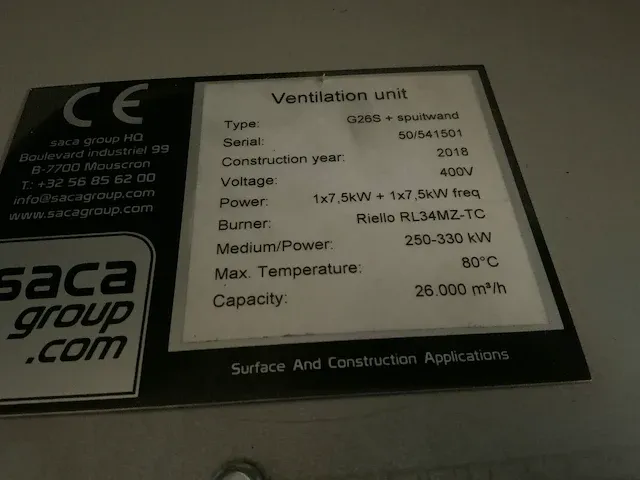 CE
saca group HQ
Boulevard industriel 99
B-7700 Mouscron
T.: +32 56 85 62 00
info@sacagroup.com
www.sacagroup.com
saca
group
.com
Ventilation unit
Type: G26S + spuitwand
Serial: 50/541501
Construction year: 2018
Voltage: 400V
Power: 1x7,5kW + 1x7,5kW freq
Burner: Riello RL34MZ-TC
Medium/Power: 250-330 kW
Max. Temperature: 80°C
Capacity: 26.000 m³/h
Surface And Construction Applications